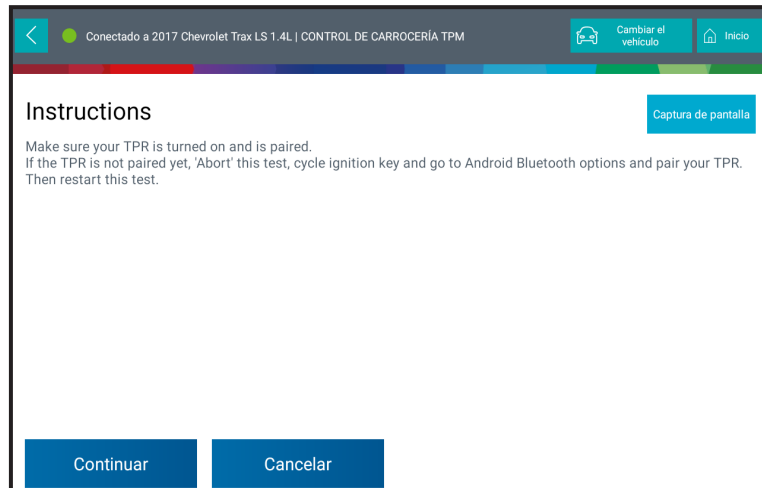 Conectado a 2017 Chevrolet Trax LS 1.4L | CONTROL DE CARROCERÍA TPM
Cambiar el
vehículo
Inicio
Instructions
Captura de pantalla
Make sure your TPR is turned on and is paired.
If the TPR is not paired yet, 'Abort' this test, cycle ignition key and go to Android Bluetooth options and pair your TPR.
Then restart this test.
Continuar
Cancelar